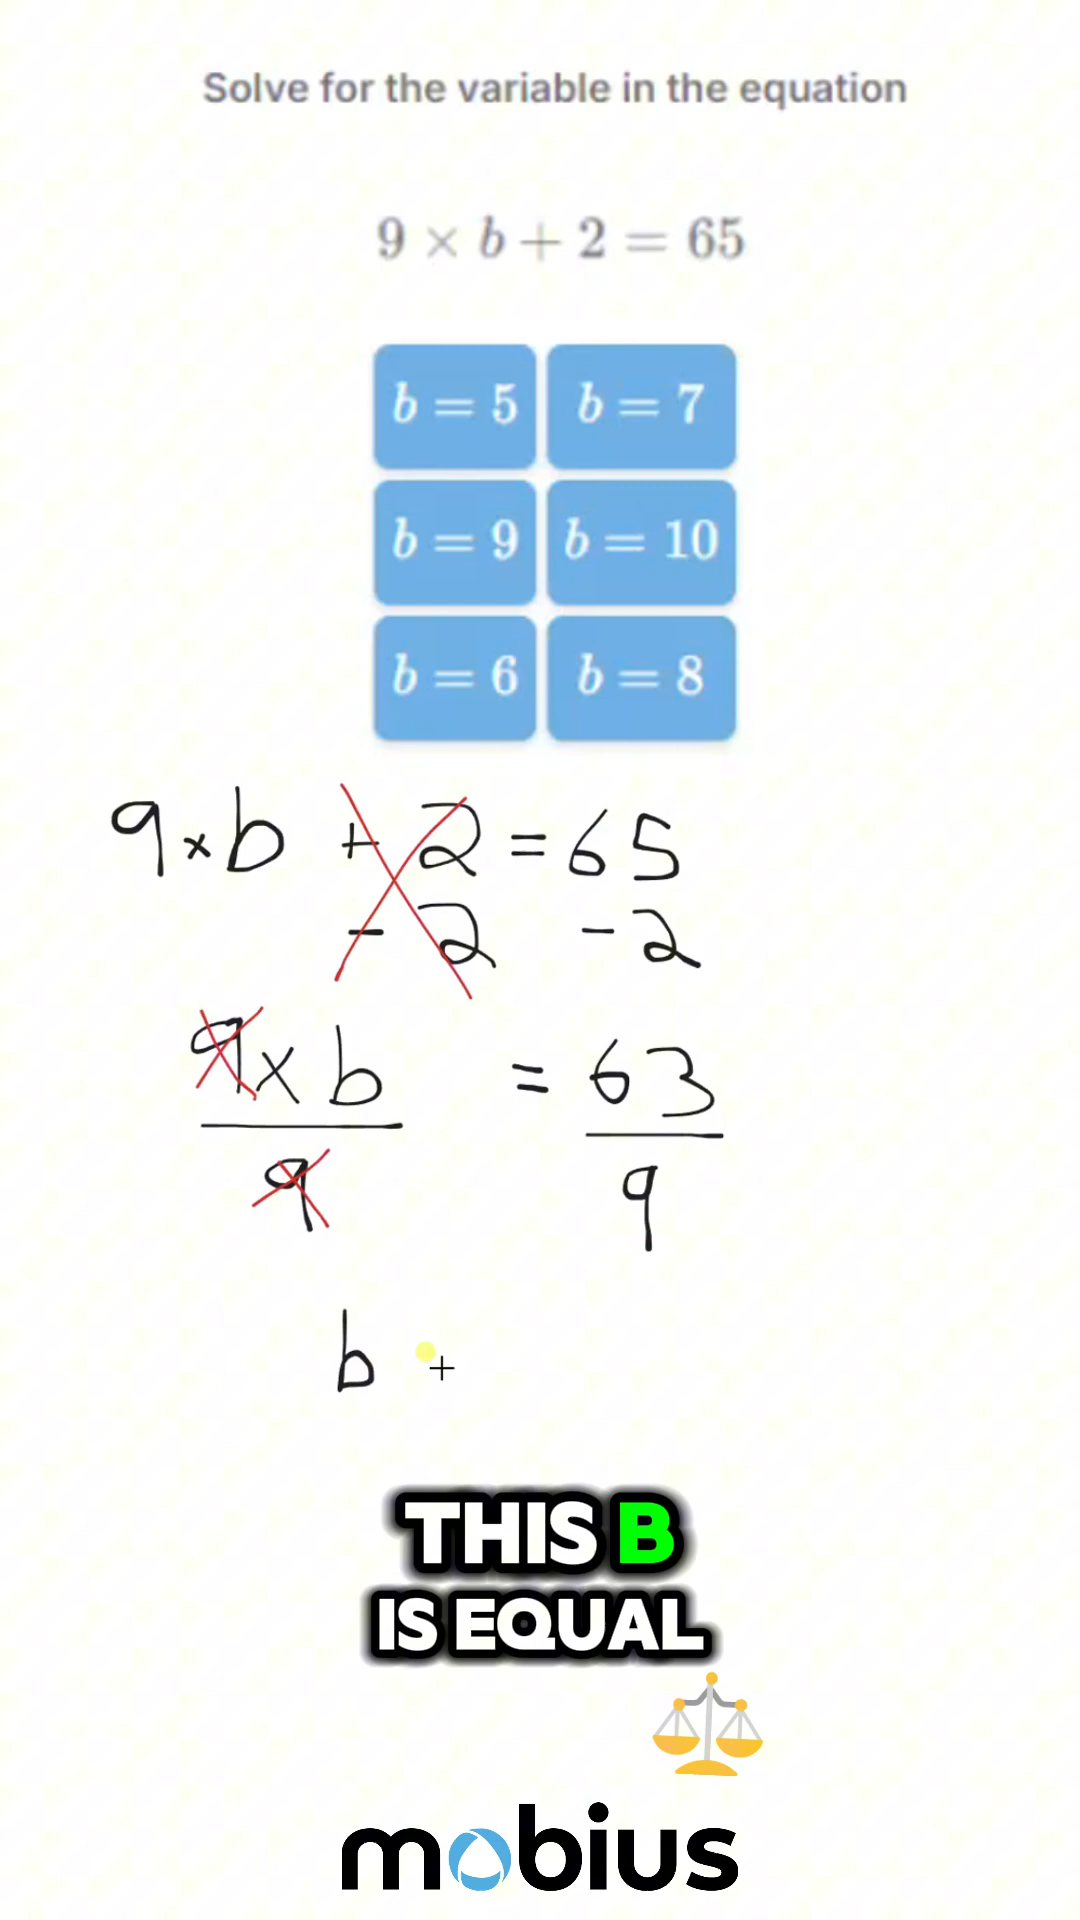 Solve for the variable in the equation
9 × b + 2 = 65
b = 5 b = 7
b = 9 b = 10
b = 6 b = 8
9 × b + 2 = 65
- 2 - 2
9 × b = 63
9 9
b
THIS B
IS EQUAL
mobius